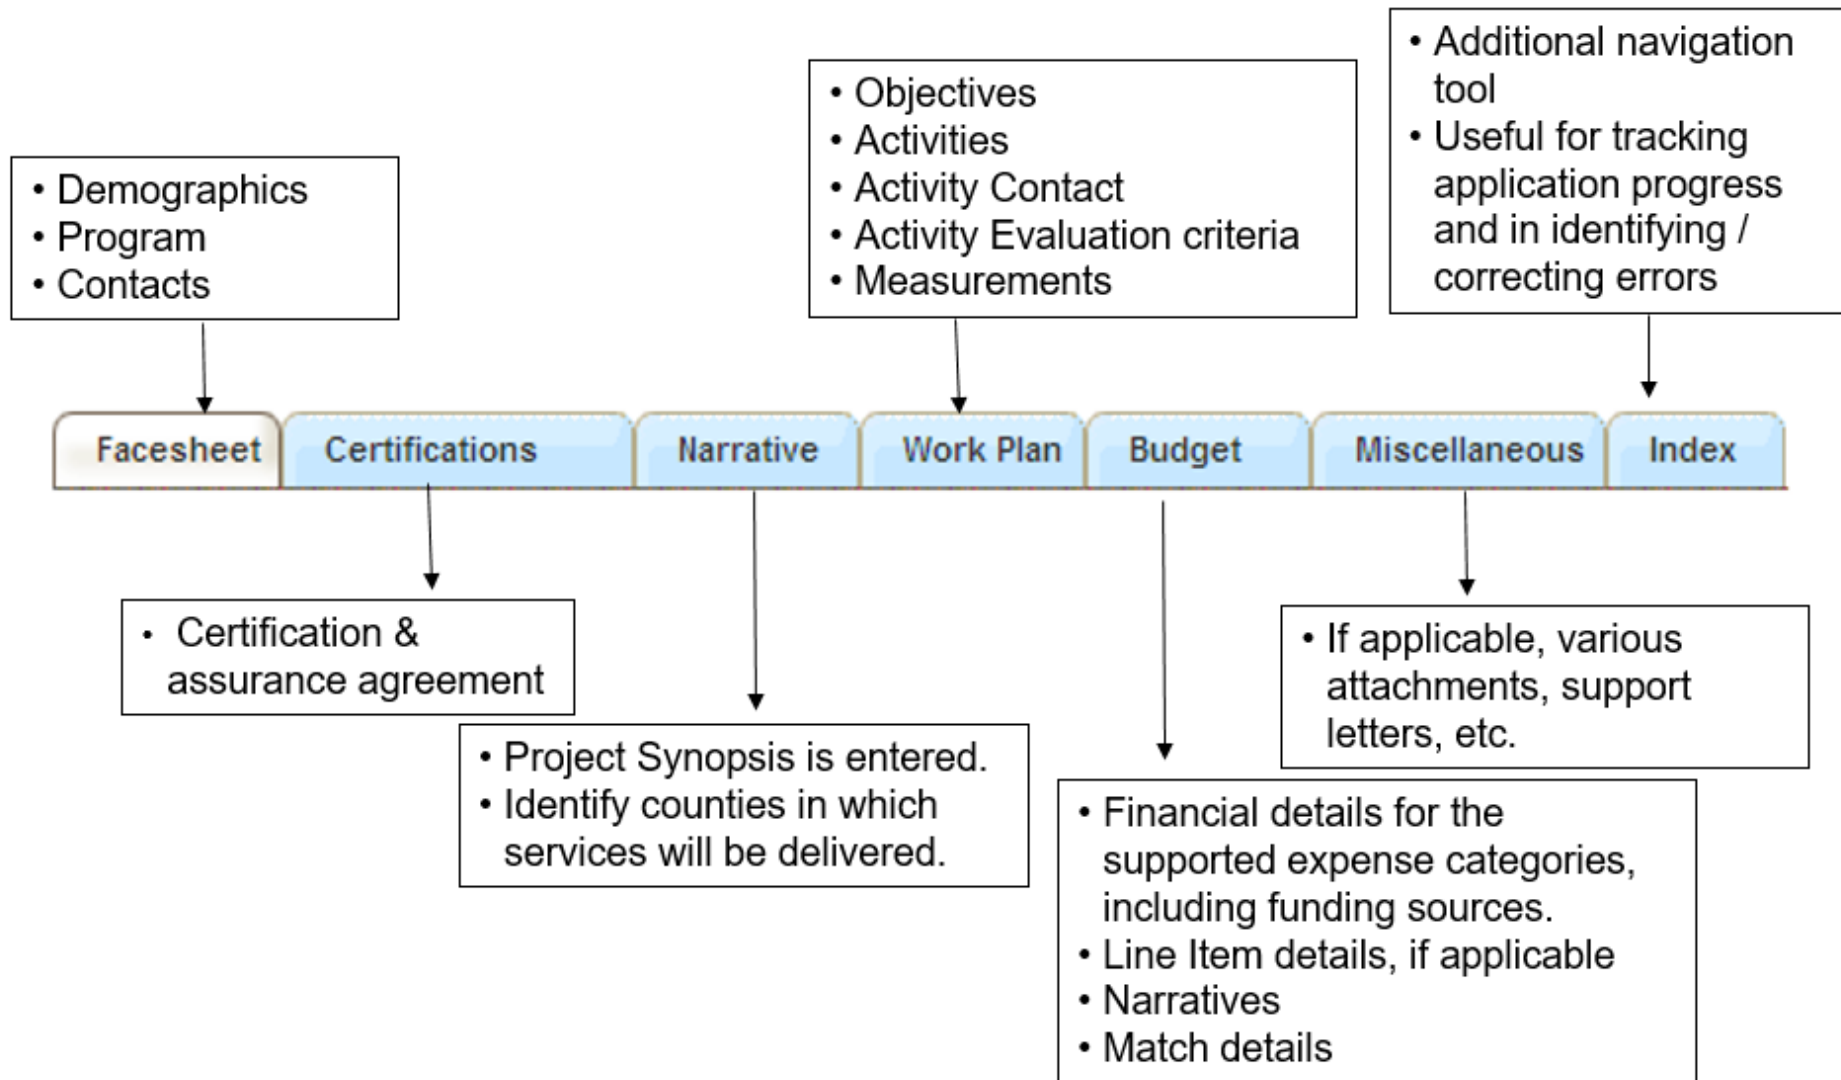 • Additional navigation
tool
• Useful for tracking
application progress
and in identifying /
correcting errors
• Objectives
• Activities
• Activity Contact
• Activity Evaluation criteria
• Measurements
• Demographics
• Program
• Contacts
Facesheet Certifications Narrative Work Plan Budget Miscellaneous Index
• Certification &
assurance agreement
• Project Synopsis is entered.
• Identify counties in which
services will be delivered.
• If applicable, various
attachments, support
letters, etc.
• Financial details for the
supported expense categories,
including funding sources.
• Line Item details, if applicable
• Narratives
• Match details